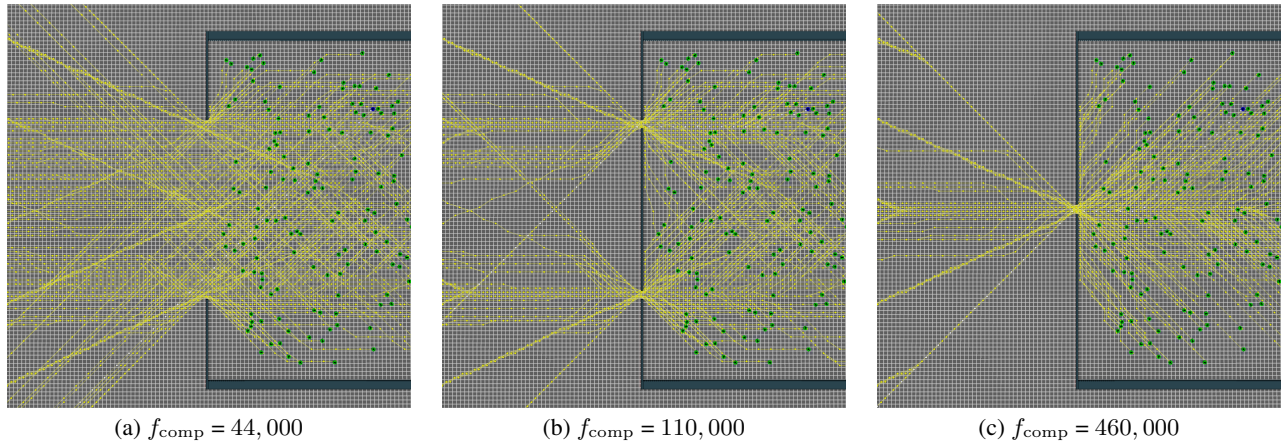 (a) f_comp = 44,000
(b) f_comp = 110,000
(c) f_comp = 460,000